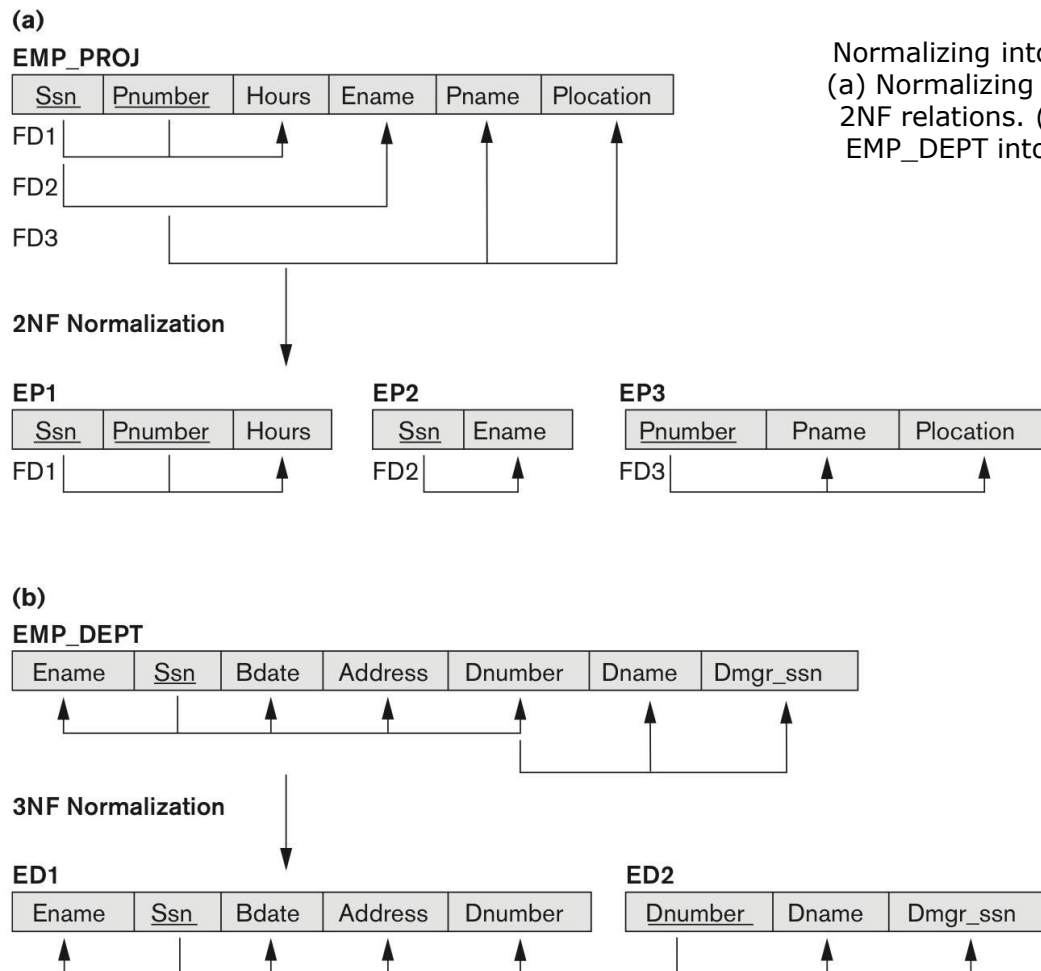 (a)
EMP_PROJ
Ssn Pnumber Hours Ename Pname Plocation
FD1
FD2
FD3
2NF Normalization
EP1
Ssn Pnumber Hours
FD1
EP2
Ssn Ename
FD2
EP3
Pnumber Pname Plocation
FD3
Normalizing into
(a) Normalizing
2NF relations. (
EMP_DEPT into
(b)
EMP_DEPT
Ename Ssn Bdate Address Dnumber Dname Dmgr_ssn
3NF Normalization
ED1
Ename Ssn Bdate Address Dnumber
ED2
Dnumber Dname Dmgr_ssn